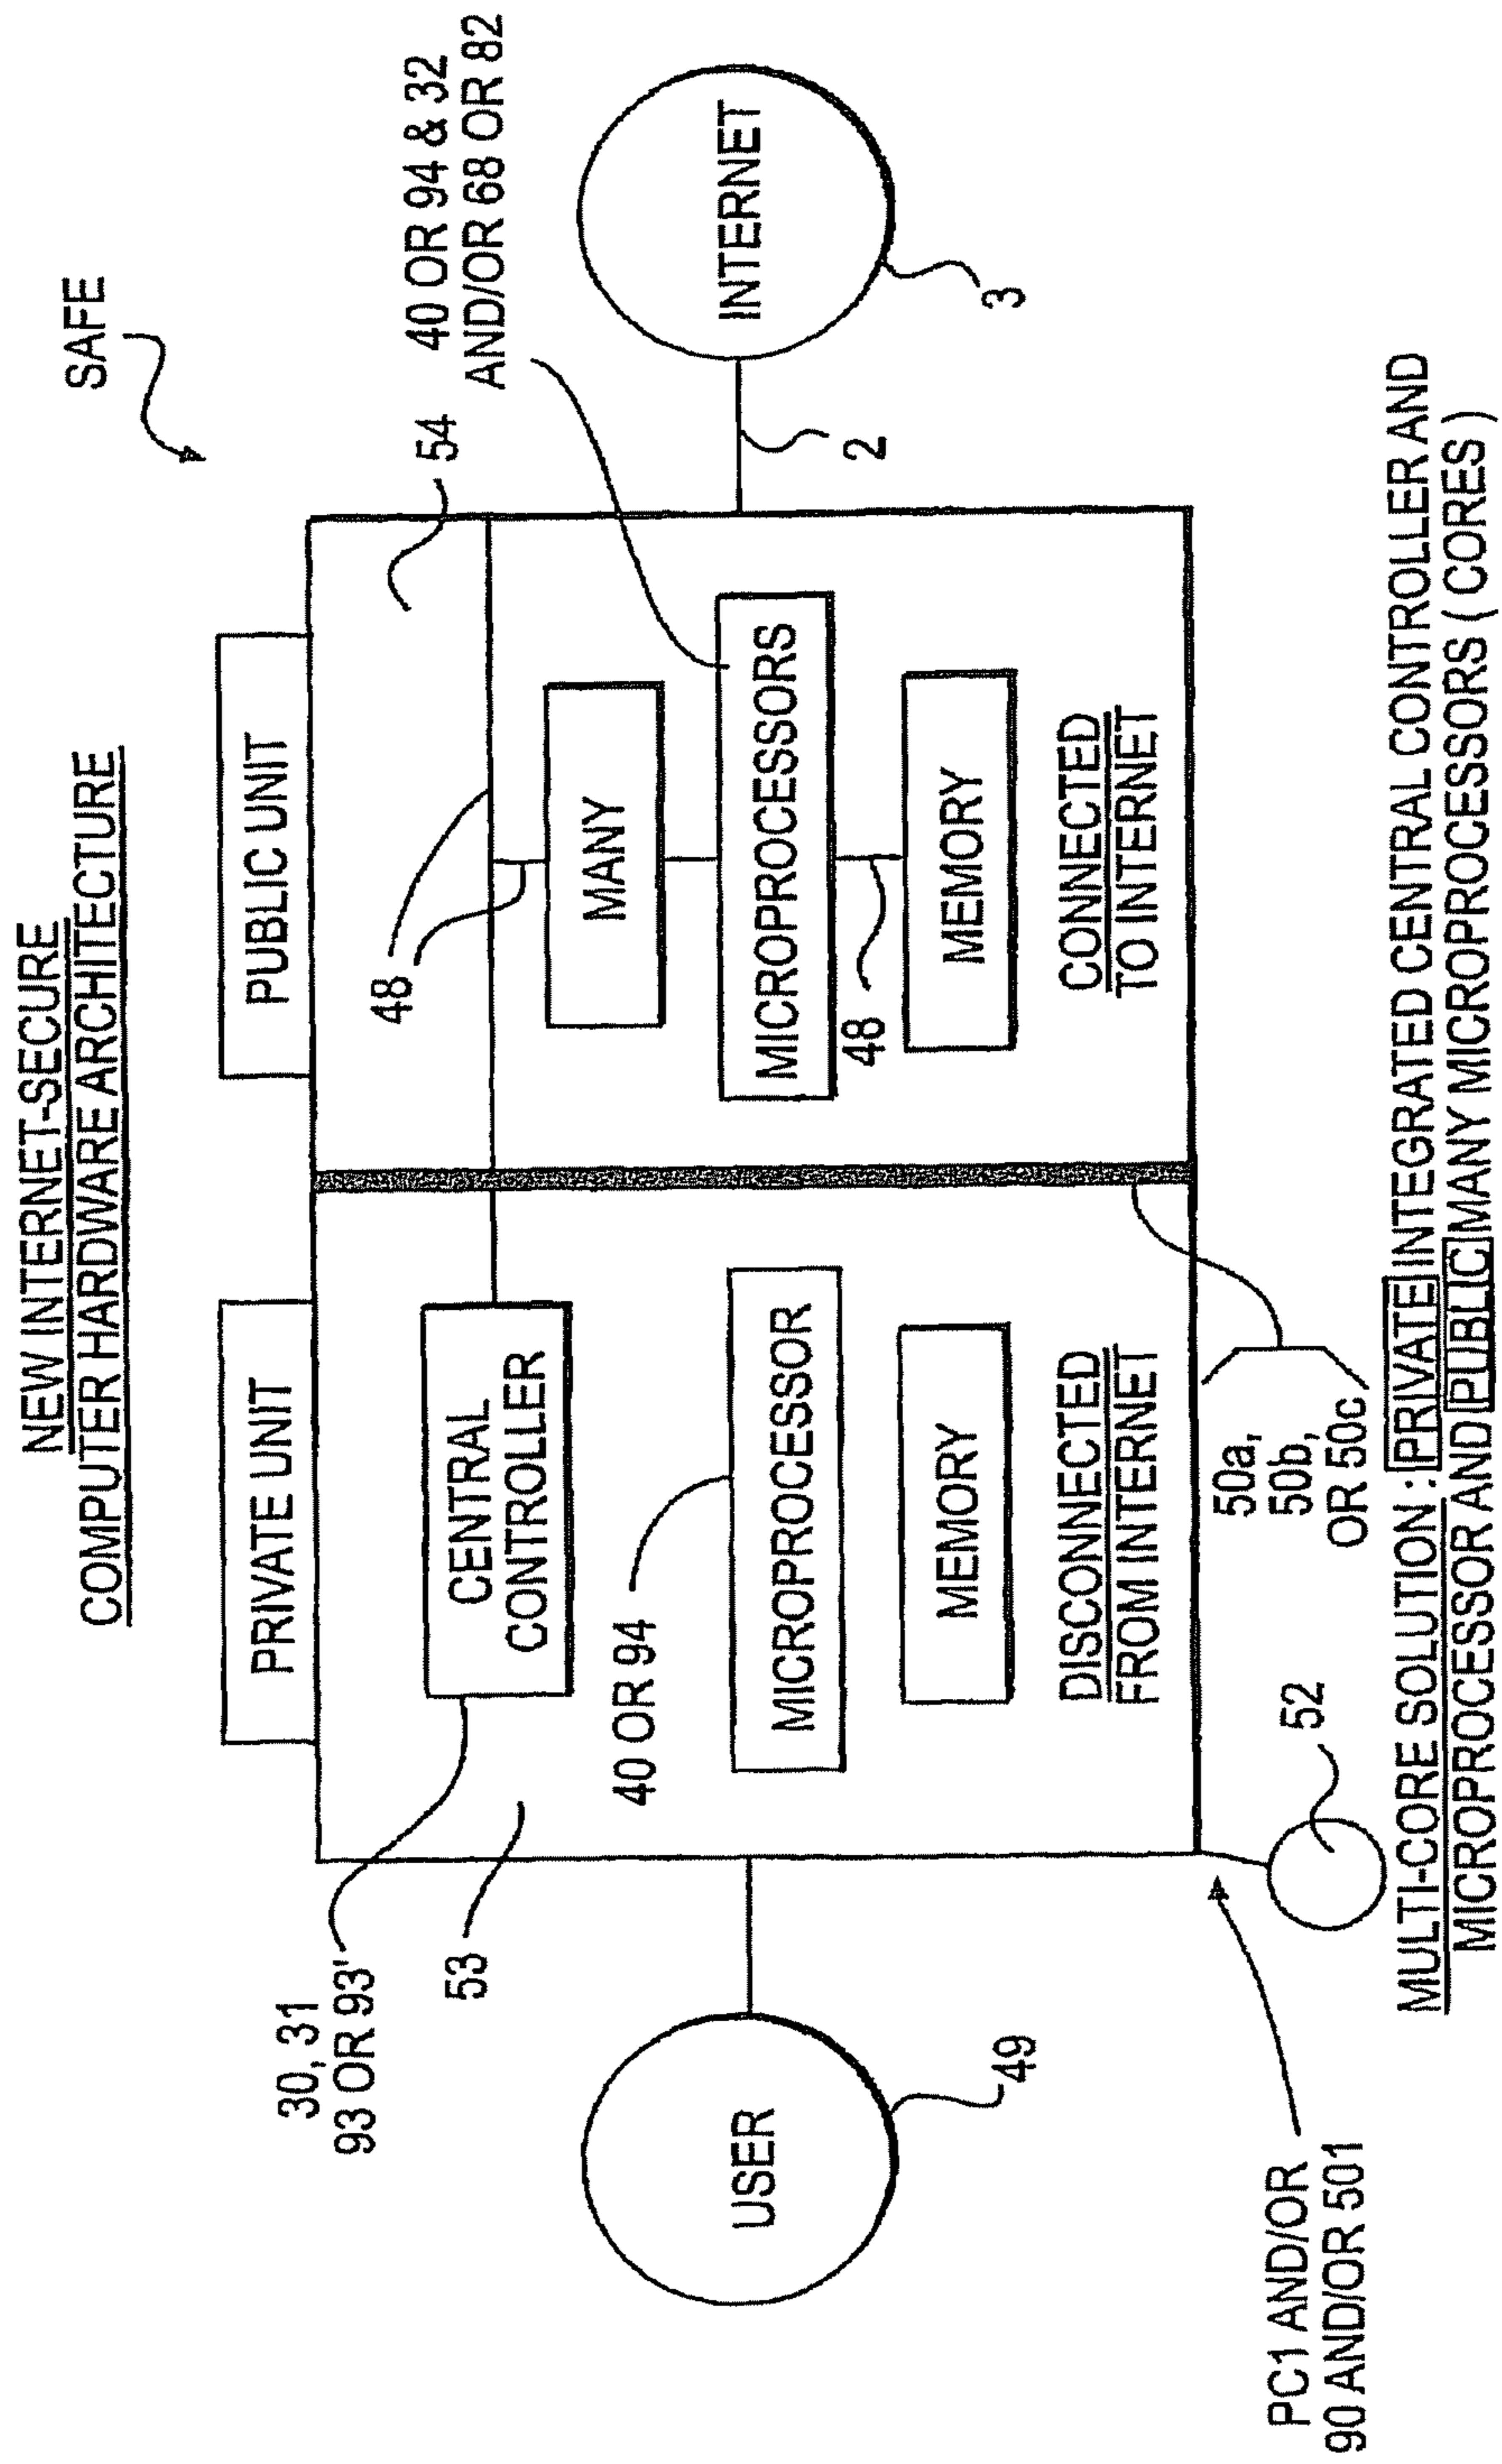 NEW INTERNET-SECURE
COMPUTER HARDWARE ARCHITECTURE
SAFE
PRIVATE UNIT
PUBLIC UNIT
30, 31
93 OR 93'
53
CENTRAL
CONTROLLER
48
54
40 OR 94 & 32
AND/OR 68 OR 82
MANY
40 OR 94
MICROPROCESSOR
MICROPROCESSORS
USER
INTERNET
49
48
2
3
MEMORY
MEMORY
DISCONNECTED
FROM INTERNET
CONNECTED
TO INTERNET
PC1 AND/OR
90 AND/OR 501
52
50a,
50b,
OR 50c
MULTI-CORE SOLUTION : PRIVATE INTEGRATED CENTRAL CONTROLLER AND
MICROPROCESSOR AND PUBLIC MANY MICROPROCESSORS ( CORES )